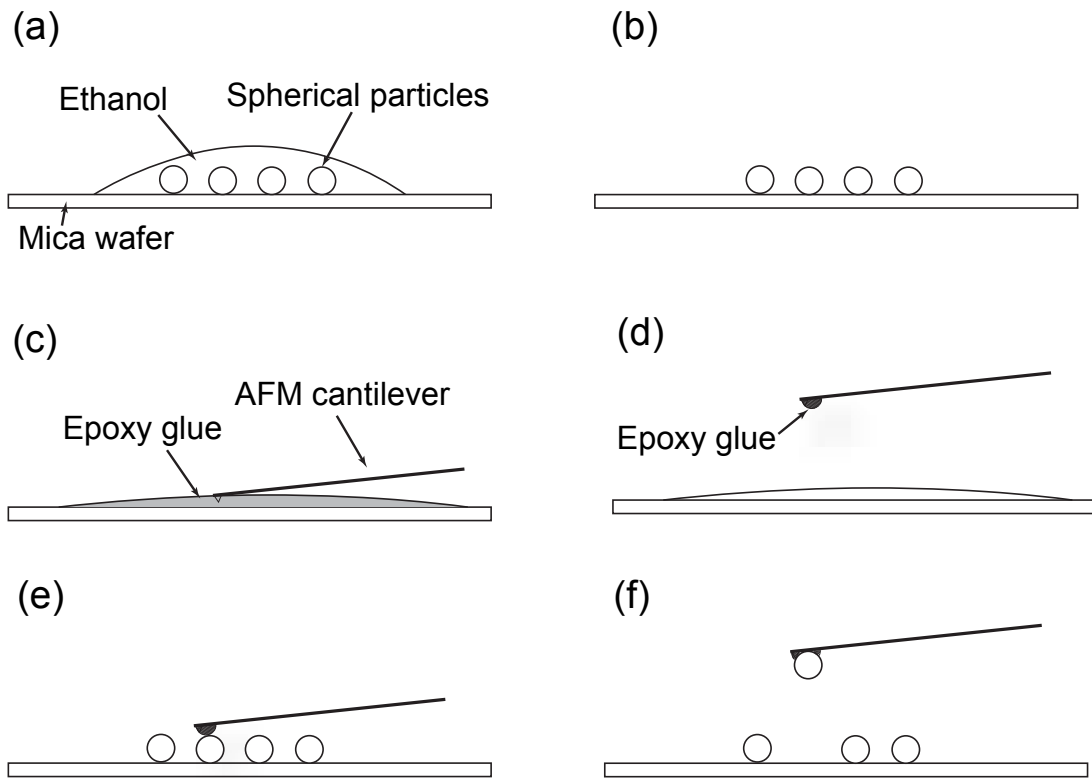 (a)
Ethanol
Spherical particles
Mica wafer
(b)
(c)
AFM cantilever
Epoxy glue
(d)
Epoxy glue
(e)
(f)